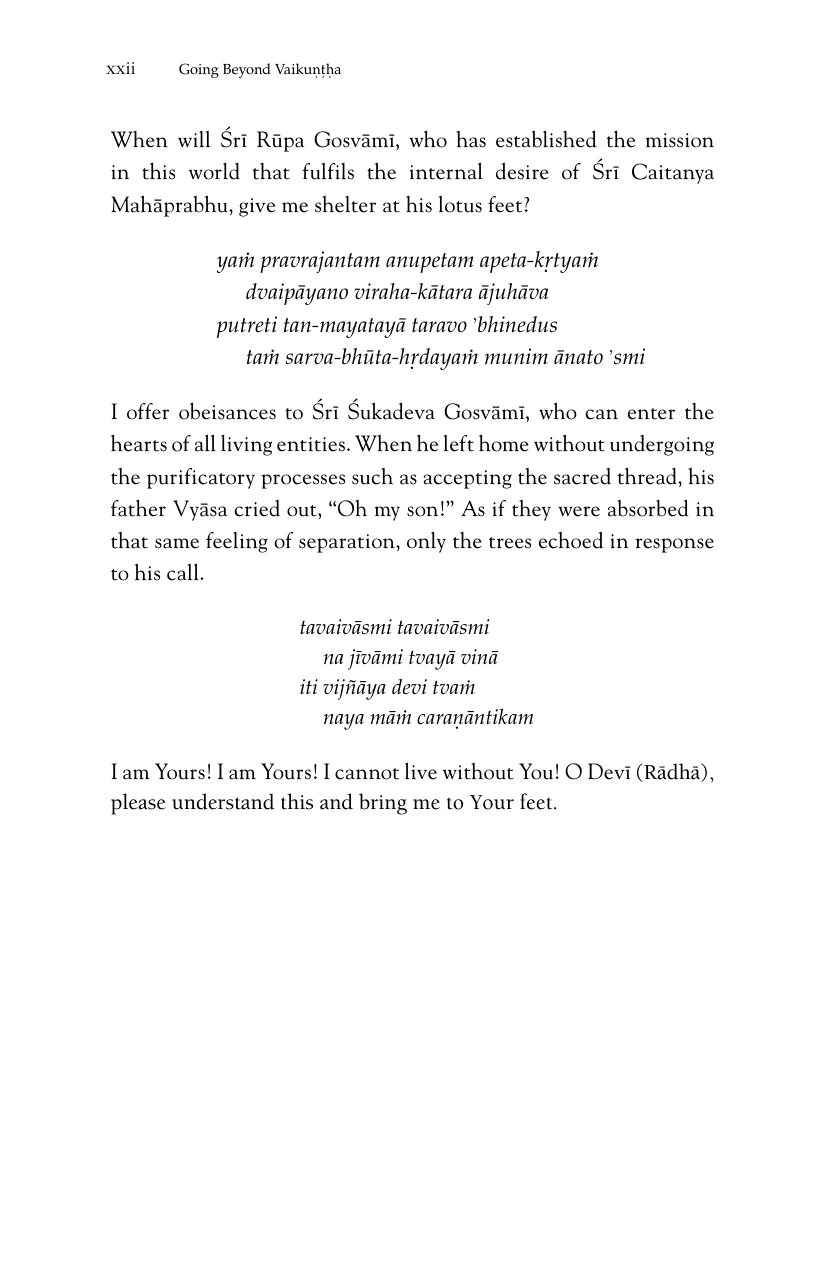 xxii Going Beyond Vaikuṇṭha
When will Śrī Rūpa Gosvāmī, who has established the mission
in this world that fulfils the internal desire of Śrī Caitanya
Mahāprabhu, give me shelter at his lotus feet?
yaṁ pravrajantam anupetam apeta-kṛtyaṁ
dvaipāyano viraha-kātara ājuhāva
putreti tan-mayatayā taravo ’bhinedus
taṁ sarva-bhūta-hṛdayaṁ munim ānato ’smi
I offer obeisances to Śrī Śukadeva Gosvāmī, who can enter the
hearts of all living entities. When he left home without undergoing
the purificatory processes such as accepting the sacred thread, his
father Vyāsa cried out, “Oh my son!” As if they were absorbed in
that same feeling of separation, only the trees echoed in response
to his call.
tavaivāsmi tavaivāsmi
na jīvāmi tvayā vinā
iti vijñāya devi tvaṁ
naya māṁ caraṇāntikam
I am Yours! I am Yours! I cannot live without You! O Devī (Rādhā),
please understand this and bring me to Your feet.